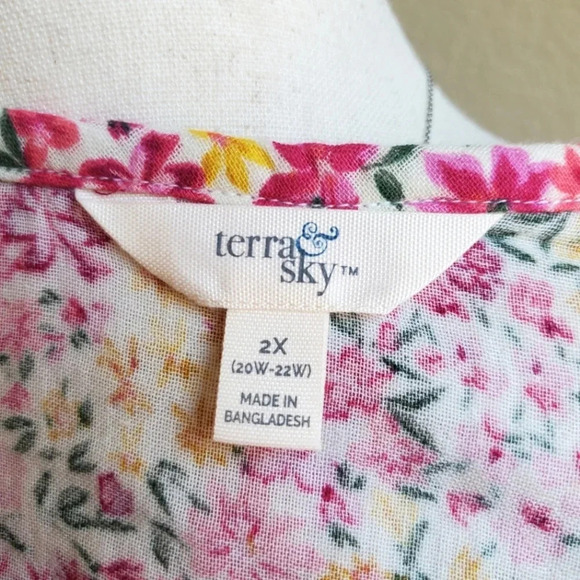 terra &
sky™
2X
(20W-22W)
MADE IN
BANGLADESH